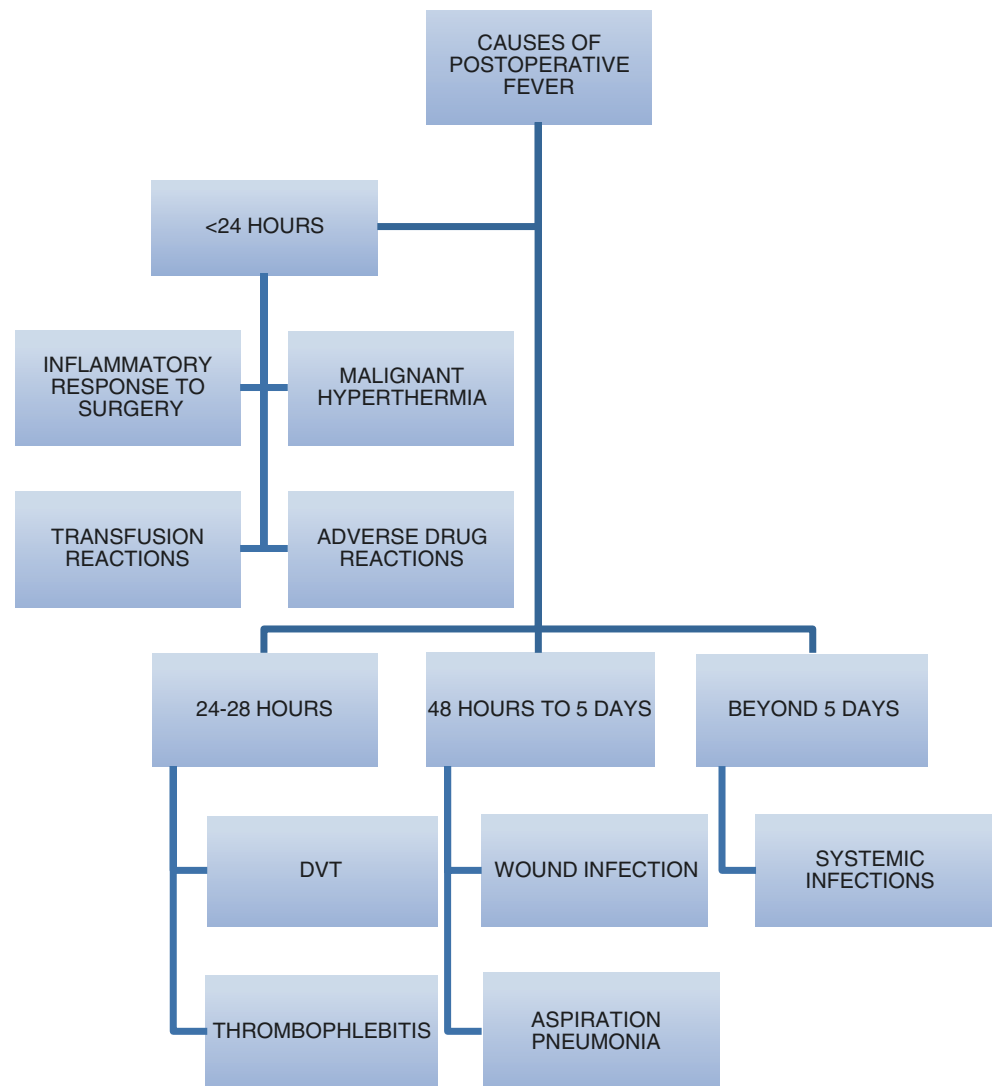 CAUSES OF
POSTOPERATIVE
FEVER
<24 HOURS
INFLAMMATORY
RESPONSE TO
SURGERY
MALIGNANT
HYPERTHERMIA
TRANSFUSION
REACTIONS
ADVERSE DRUG
REACTIONS
24-28 HOURS
48 HOURS TO 5 DAYS
BEYOND 5 DAYS
DVT
WOUND INFECTION
SYSTEMIC
INFECTIONS
THROMBOPHLEBITIS
ASPIRATION
PNEUMONIA